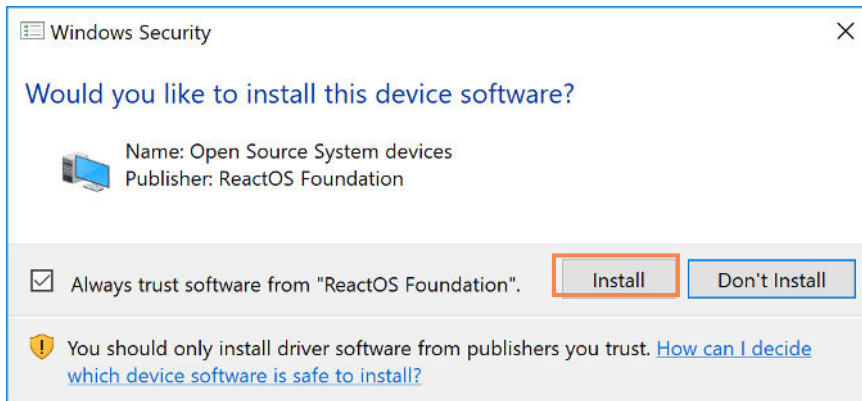 Windows Security
Would you like to install this device software?
Name: Open Source System devices
Publisher: ReactOS Foundation
Always trust software from "ReactOS Foundation".
Install
Don't Install
You should only install driver software from publishers you trust. How can I decide
which device software is safe to install?